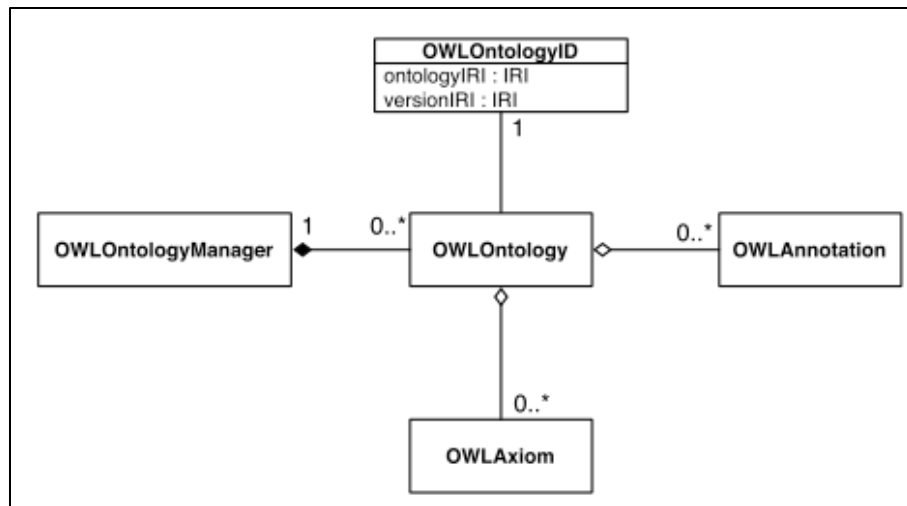 OWLOntologyID
ontologyIRI : IRI
versionIRI : IRI
1
1
0..*
0..*
OWLOntologyManager
OWLOntology
OWLAnnotation
0..*
OWLAxiom